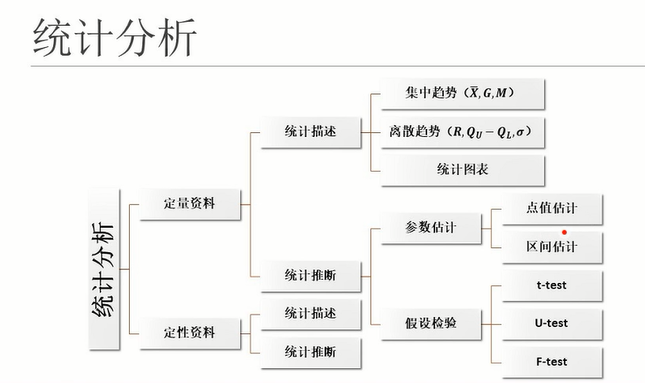 统计分析
集中趋势（X̄, G, M）
统计描述
离散趋势（R, Q_U − Q_L, σ）
统计图表
定量资料
点值估计
参数估计
区间估计
统计分析
统计推断
t-test
统计描述
假设检验
U-test
定性资料
统计推断
F-test